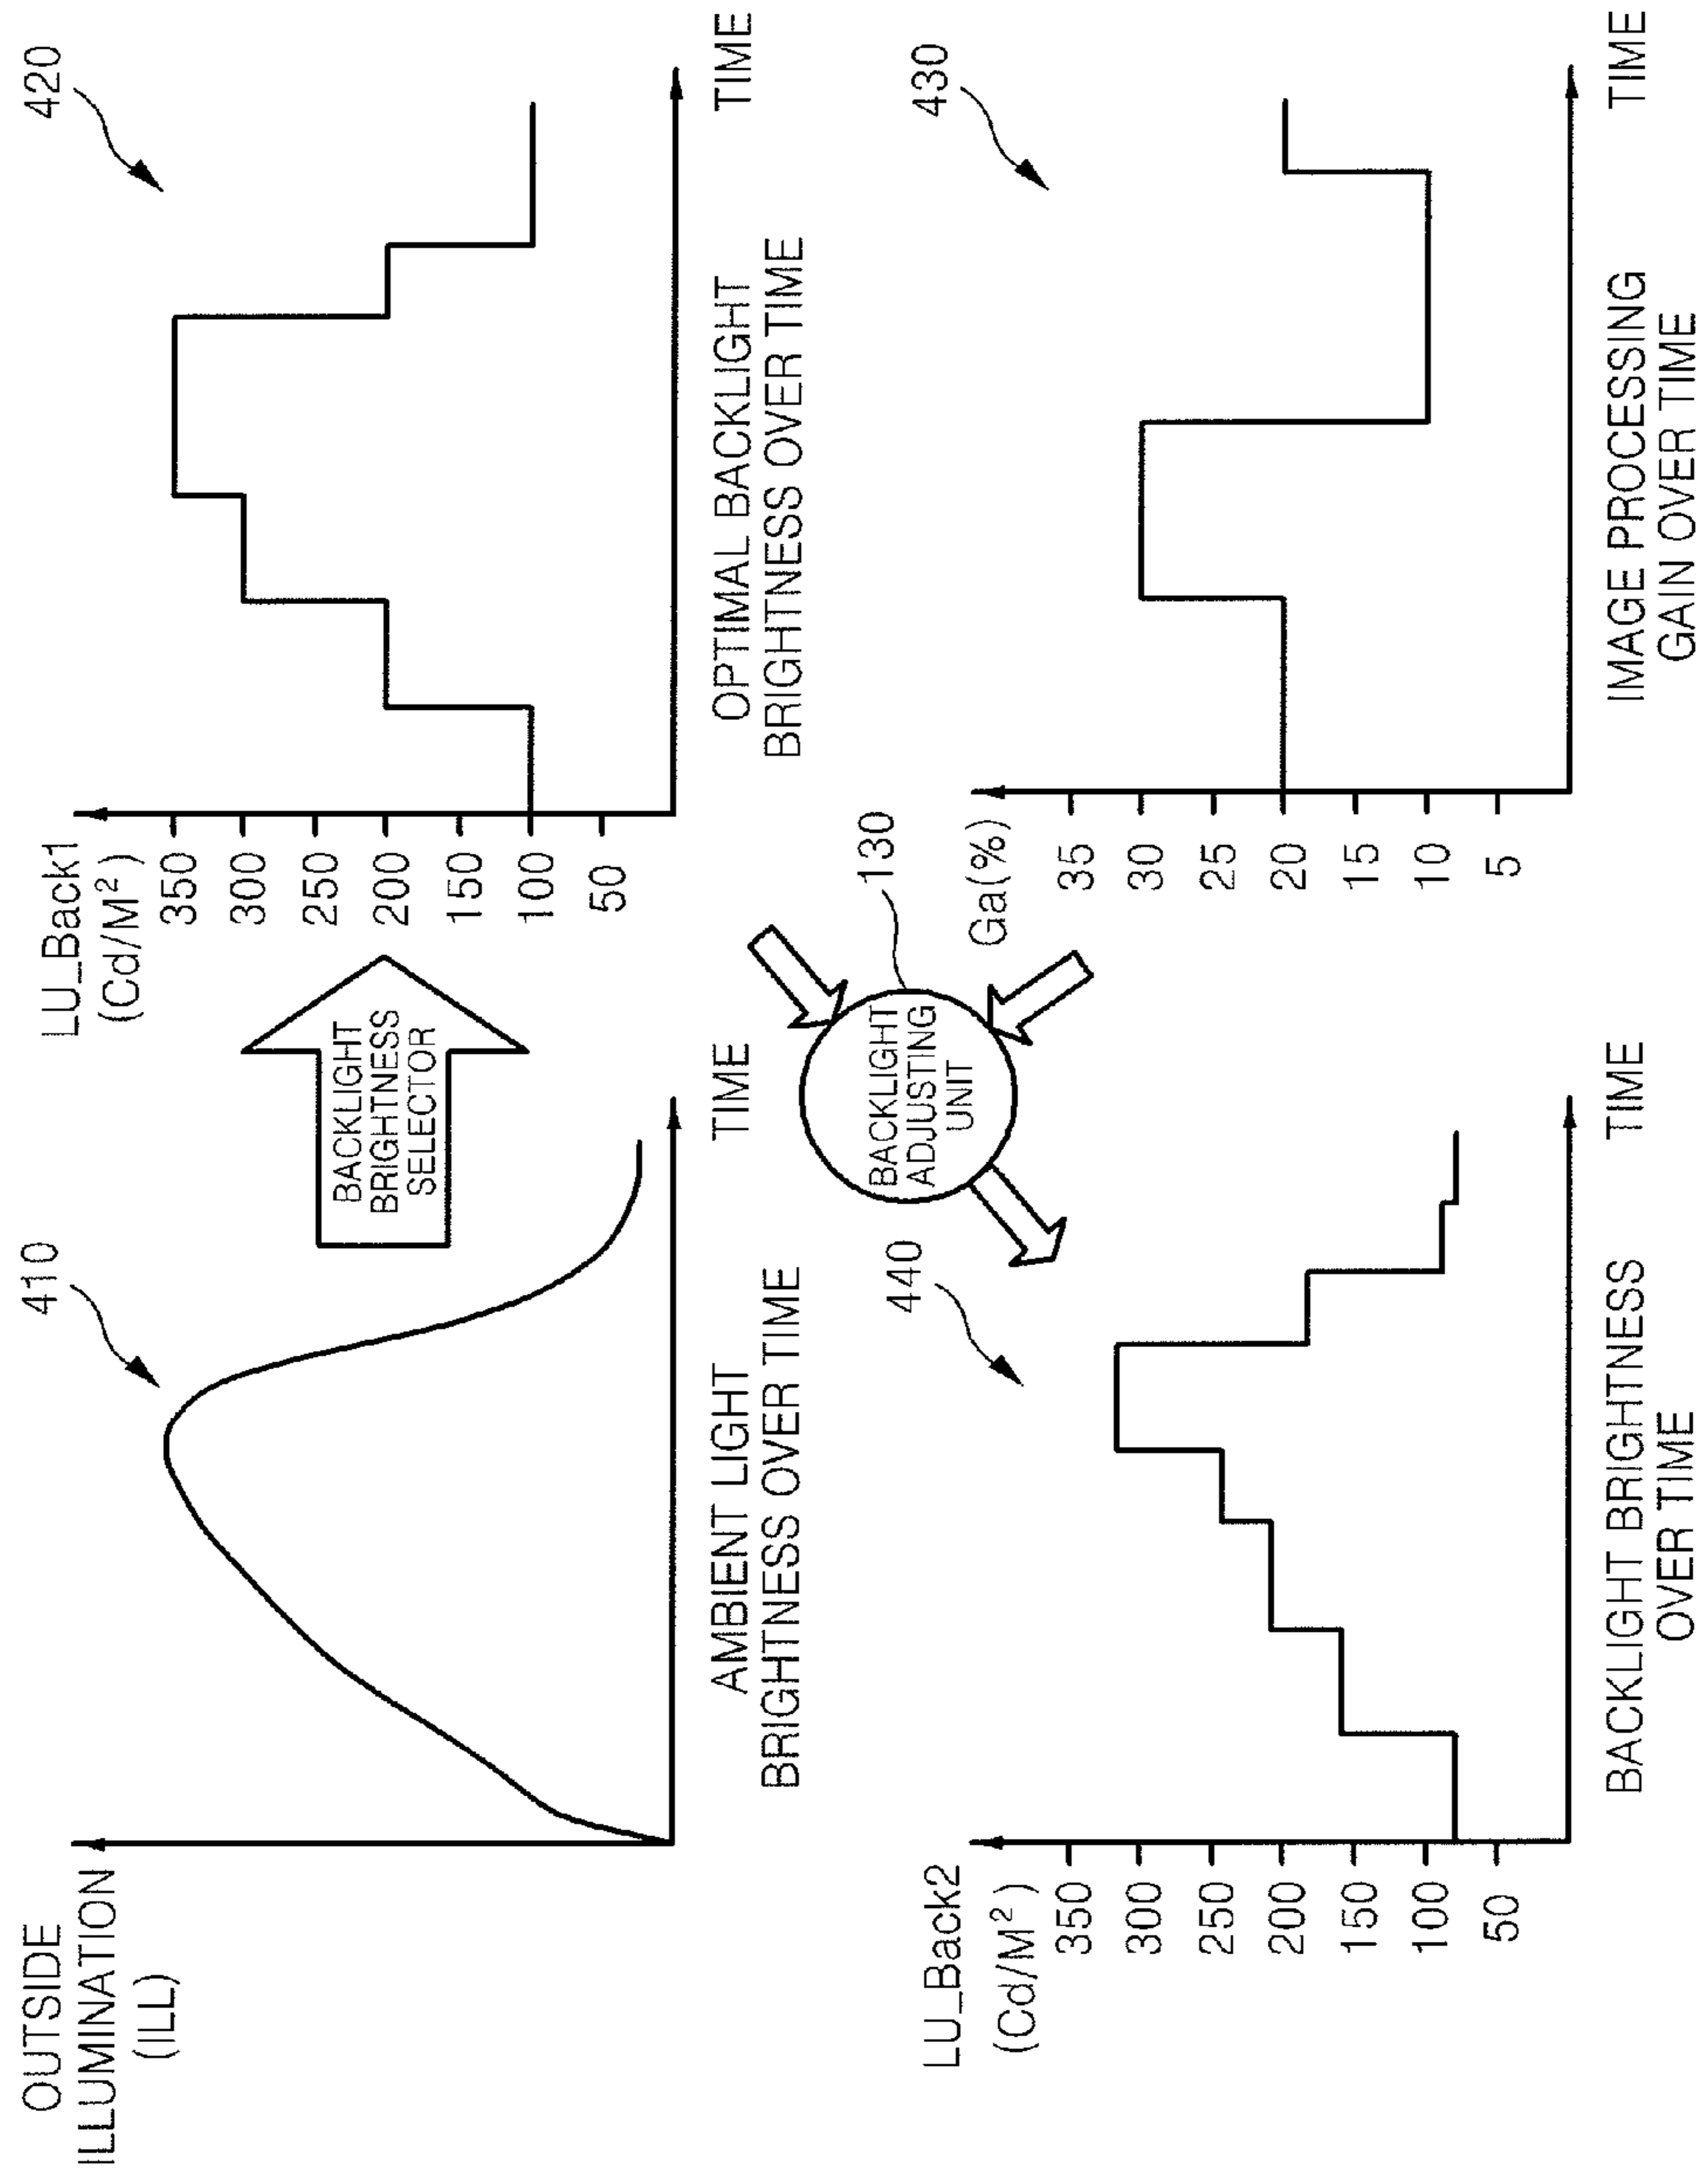 OUTSIDE
ILLUMINATION
(ILL)
410
TIME
AMBIENT LIGHT
BRIGHTNESS OVER TIME
BACKLIGHT
BRIGHTNESS
SELECTOR
LU_Back1
(Cd/M²)
350
300
250
200
150
100
50
420
TIME
OPTIMAL BACKLIGHT
BRIGHTNESS OVER TIME
BACKLIGHT
ADJUSTING
UNIT
130
LU_Back2
(Cd/M²)
350
300
250
200
150
100
50
440
TIME
BACKLIGHT BRIGHTNESS
OVER TIME
Ga(%)
35
30
25
20
15
10
5
430
TIME
IMAGE PROCESSING
GAIN OVER TIME